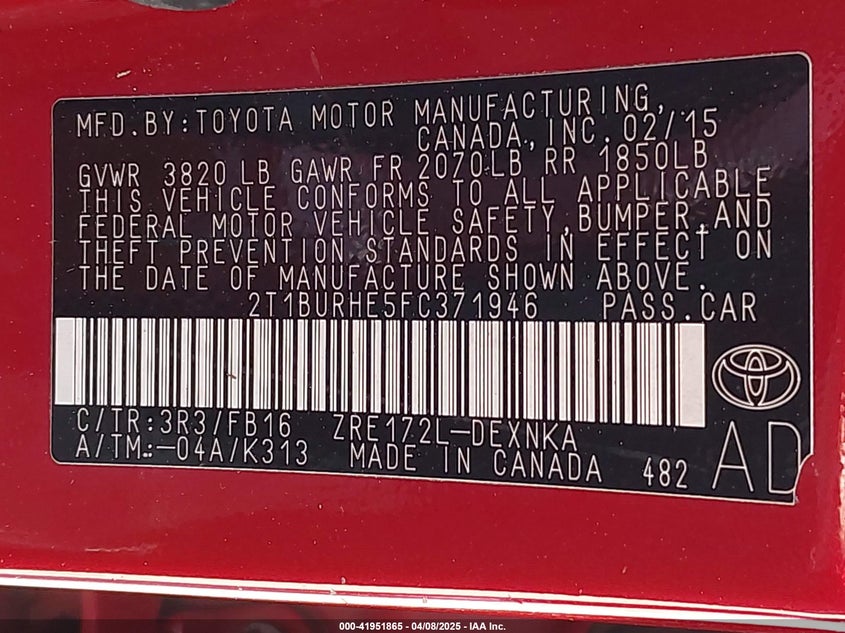 MFD.BY:TOYOTA MOTOR MANUFACTURING,
CANADA,INC.02/15
GVWR 3820 LB GAWR FR 2070LB RR 1850LB
THIS VEHICLE CONFORMS TO ALL APPLICABLE
FEDERAL MOTOR VEHICLE SAFETY,BUMPER,AND
THEFT PREVENTION STANDARDS IN EFFECT ON
THE DATE OF MANUFACTURE SHOWN ABOVE.
2T1BURHE5FC371946 PASS.CAR
C/TR:3R3/FB16 ZRE172L-DEXNKA
A/TM:-04A/K313 MADE IN CANADA 482
AD
000-41951865 - 04/08/2025 - IAA Inc.